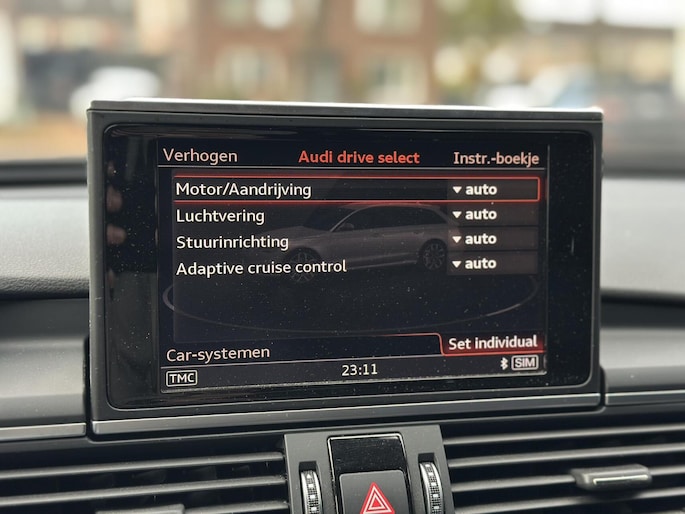 Verhogen Audi drive select Instr.-boekje
Motor/Aandrijving auto
Luchtvering auto
Stuurinrichting auto
Adaptive cruise control auto
Set individual
Car-systemen
TMC 23:11 SIM